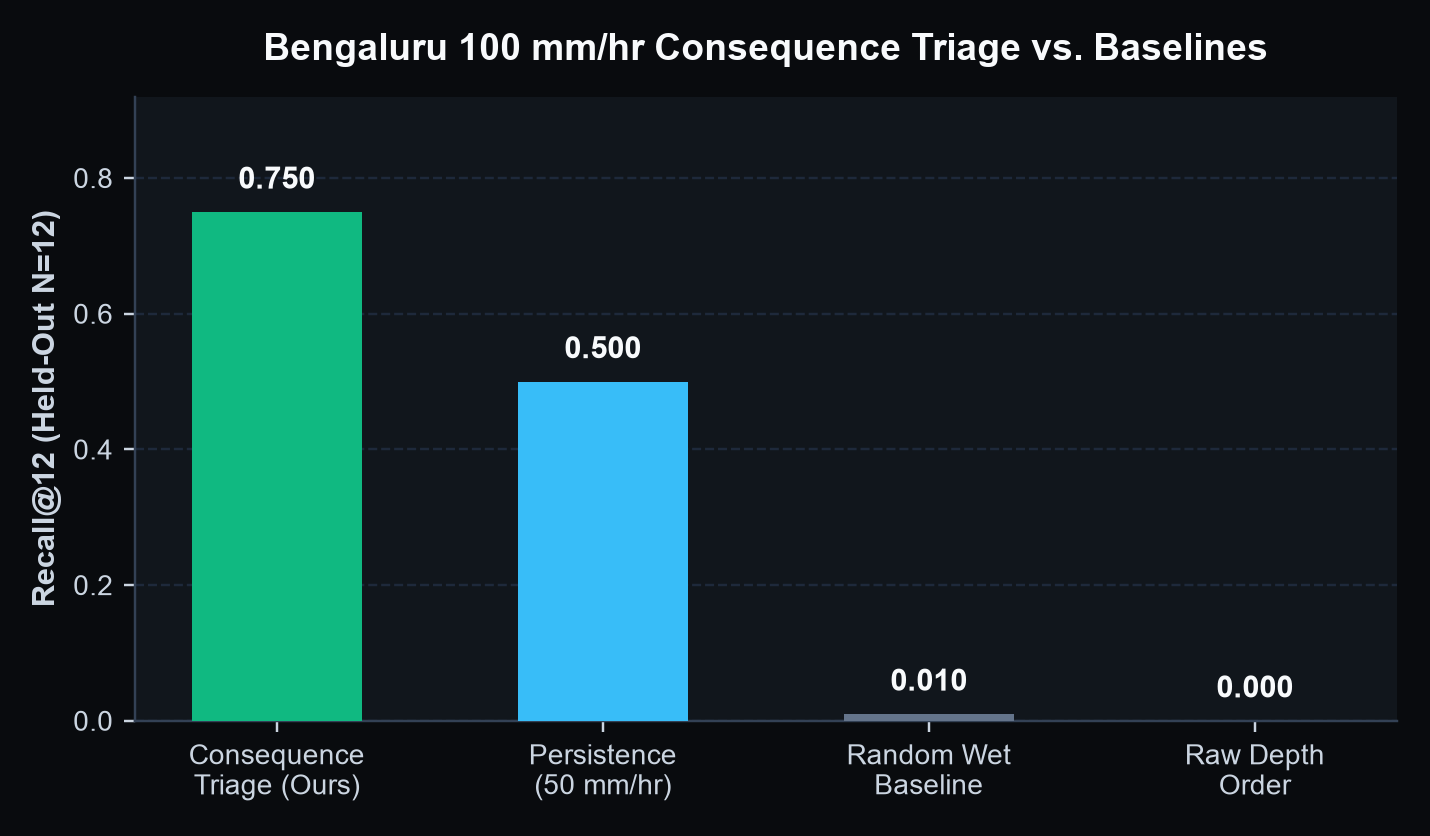 Bengaluru 100 mm/hr Consequence Triage vs. Baselines
Recall@12 (Held-Out N=12)
0.8
0.6
0.4
0.2
0.0
0.750
0.500
0.010
0.000
Consequence
Triage (Ours)
Persistence
(50 mm/hr)
Random Wet
Baseline
Raw Depth
Order